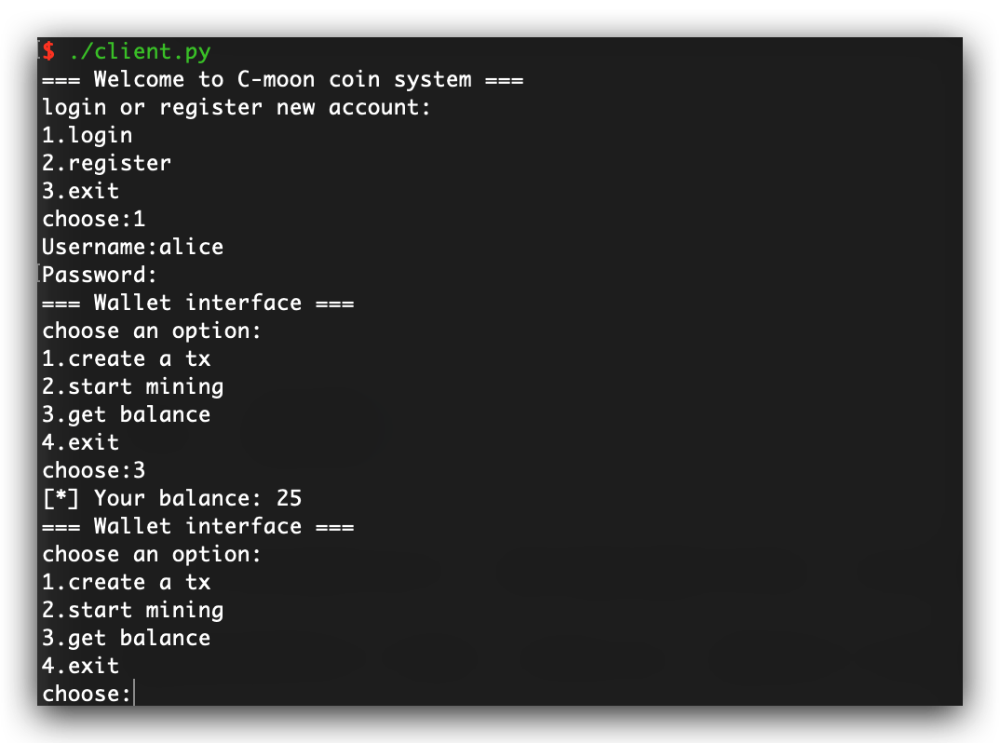 $ ./client.py
=== Welcome to C-moon coin system ===
login or register new account:
1.login
2.register
3.exit
choose:1
Username:alice
Password:
=== Wallet interface ===
choose an option:
1.create a tx
2.start mining
3.get balance
4.exit
choose:3
[*] Your balance: 25
=== Wallet interface ===
choose an option:
1.create a tx
2.start mining
3.get balance
4.exit
choose: